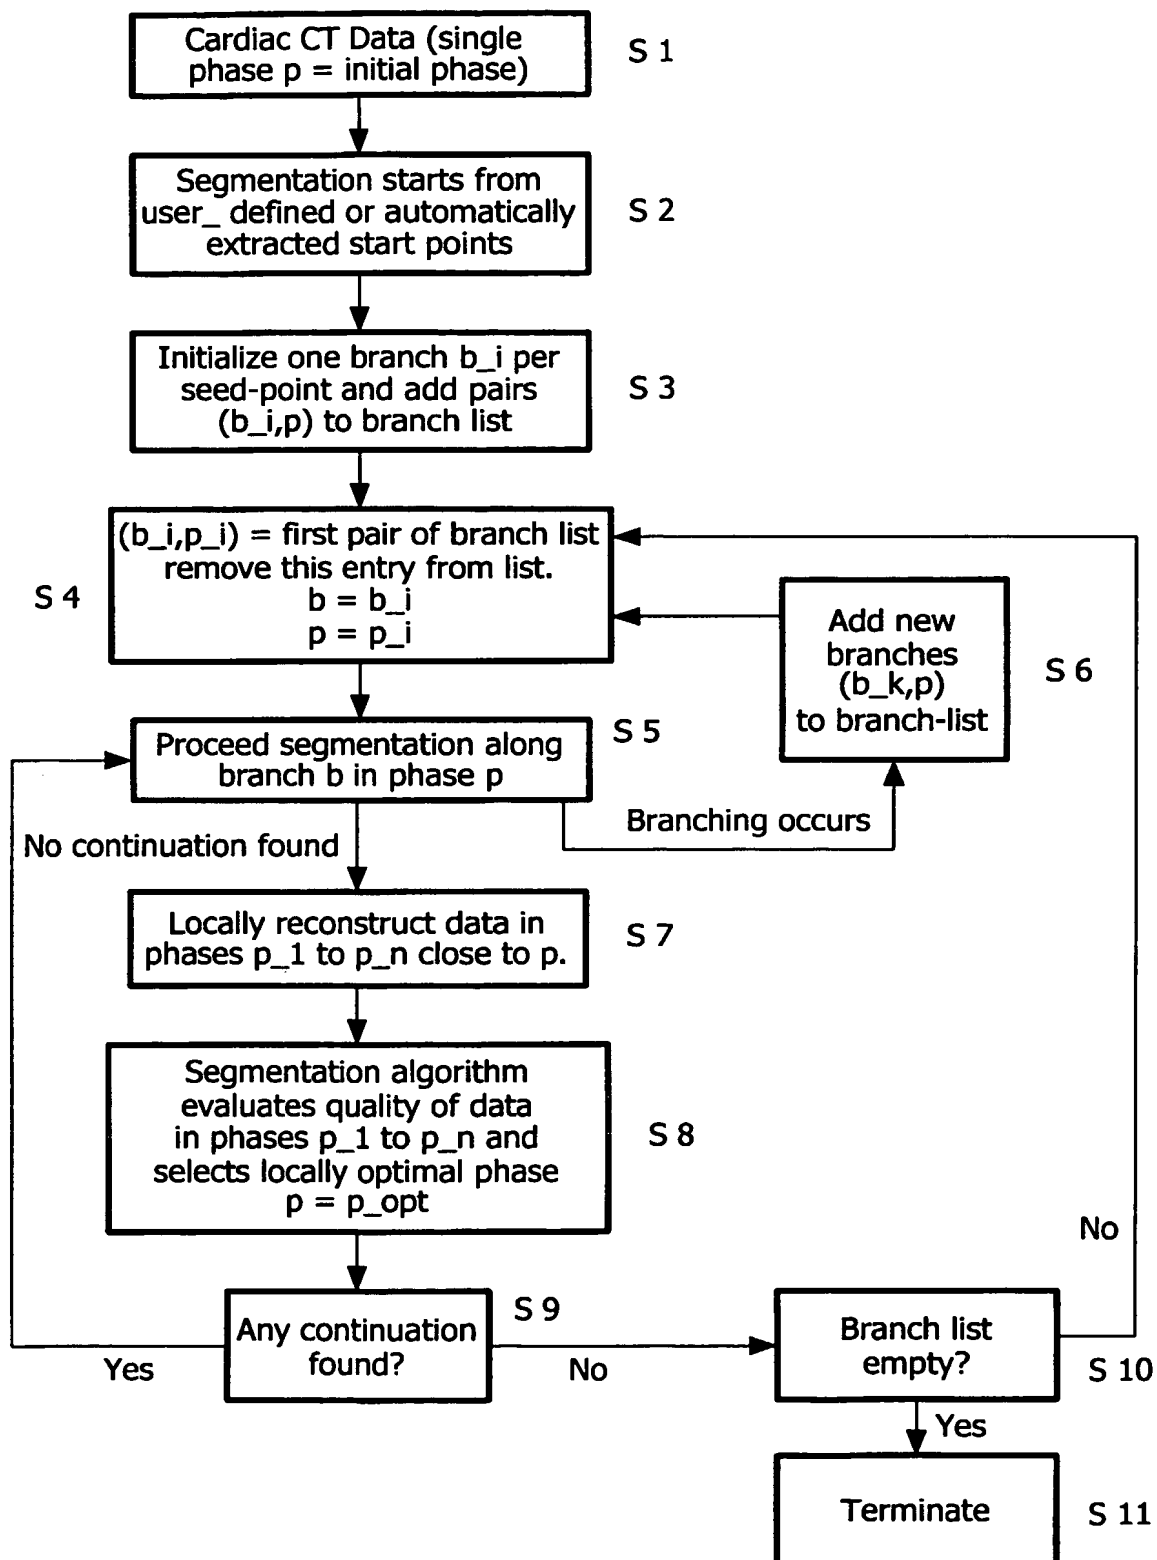 Cardiac CT Data (single
phase p = initial phase)
S 1
Segmentation starts from
user_ defined or automatically
extracted start points
S 2
Initialize one branch b_i per
seed-point and add pairs
(b_i,p) to branch list
S 3
(b_i,p_i) = first pair of branch list
remove this entry from list.
b = b_i
p = p_i
S 4
Add new
branches
(b_k,p)
to branch-list
S 6
Proceed segmentation along
branch b in phase p
S 5
Branching occurs
No continuation found
Locally reconstruct data in
phases p_1 to p_n close to p.
S 7
Segmentation algorithm
evaluates quality of data
in phases p_1 to p_n and
selects locally optimal phase
p = p_opt
S 8
Any continuation
found?
S 9
Yes
No
Branch list
empty?
S 10
No
Yes
Terminate
S 11